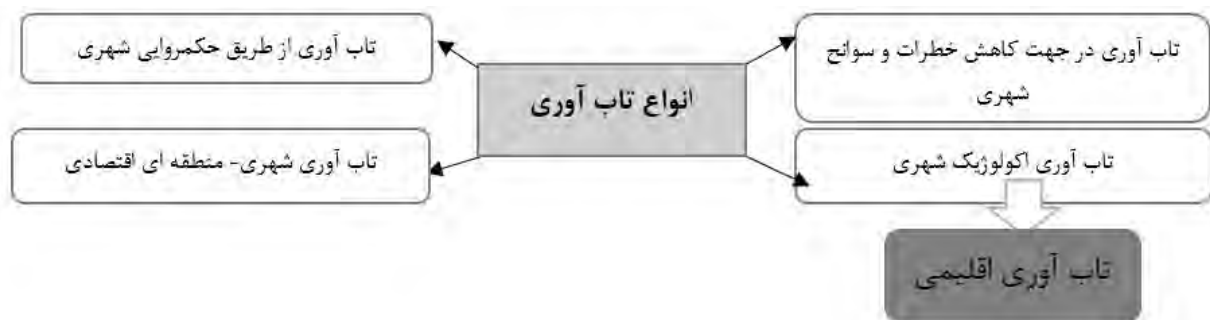 تاب آوری در جهت کاهش خطرات و سوانح
شهری
تاب آوری از طریق حکمروایی شهری
انواع تاب آوری
تاب آوری اکولوژیک شهری
تاب آوری شهری- منطقه ای اقتصادی
تاب آوری اقلیمی